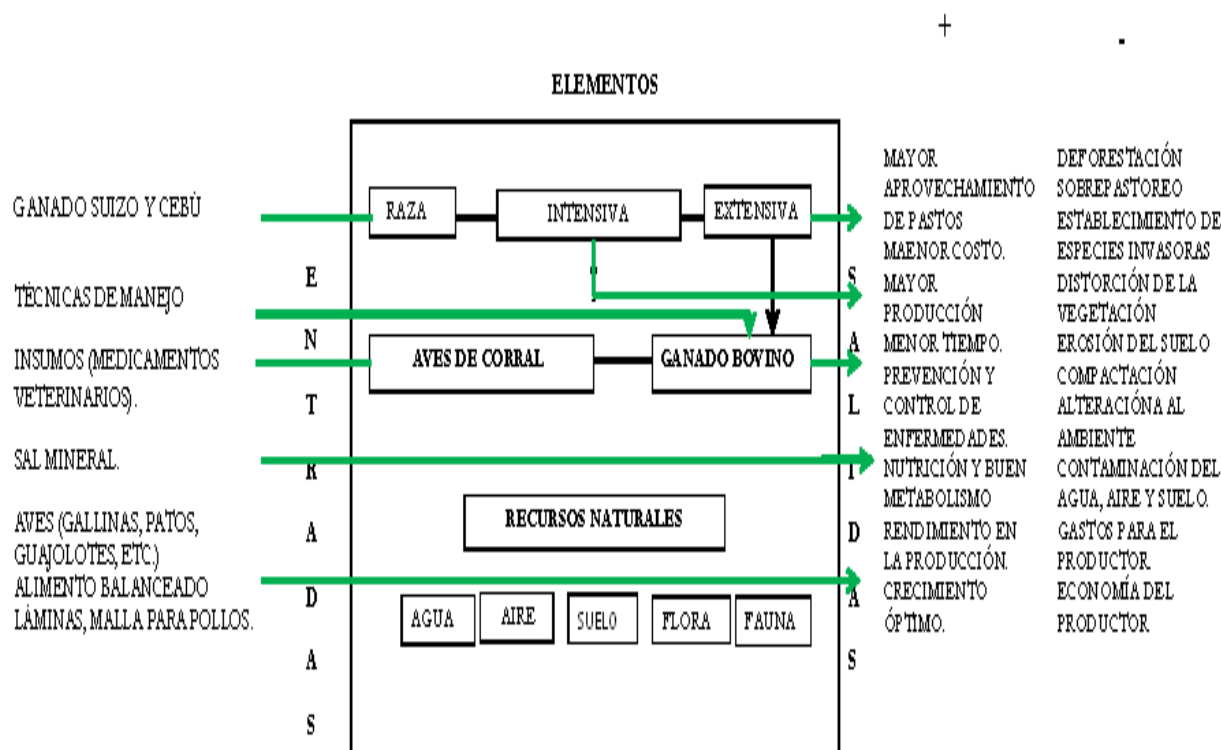 +
-
ELEMENTOS
GANADO SUIZO Y CEBÚ
TÉCNICAS DE MANEJO
INSUMOS (MEDICAMENTOS
VETERINARIOS).
SAL MINERAL.
AVES (GALLINAS, PATOS,
GUAJOLOTES, ETC.)
ALIMENTO BALANCEADO
LÁMINAS, MALLA PARA POLLOS.
E
N
T
R
A
D
A
S
RAZA
INTENSIVA
EXTENSIVA
AVES DE CORRAL
GANADO BOVINO
RECURSOS NATURALES
AGUA
AIRE
SUELO
FLORA
FAUNA
S
A
L
I
D
A
S
MAYOR
APROVECHAMIENTO
DE PASTOS
MAENOR COSTO.
MAYOR
PRODUCCIÓN
MENOR TIEMPO.
PREVENCIÓN Y
CONTROL DE
ENFERMEDADES.
NUTRICIÓN Y BUEN
METABOLISMO
RENDIMIENTO EN
LA PRODUCCIÓN.
CRECIMIENTO
ÓPTIMO.
DEFORESTACIÓN
SOBREPASTOREO
ESTABLECIMIENTO DE
ESPECIES INVASORAS
DISTORCIÓN DE LA
VEGETACIÓN
EROSIÓN DEL SUELO
COMPACTACIÓN
ALTERACIÓNA AL
AMBIENTE
CONTAMINACIÓN DEL
AGUA, AIRE Y SUELO.
GASTOS PARA EL
PRODUCTOR
ECONOMÍA DEL
PRODUCTOR